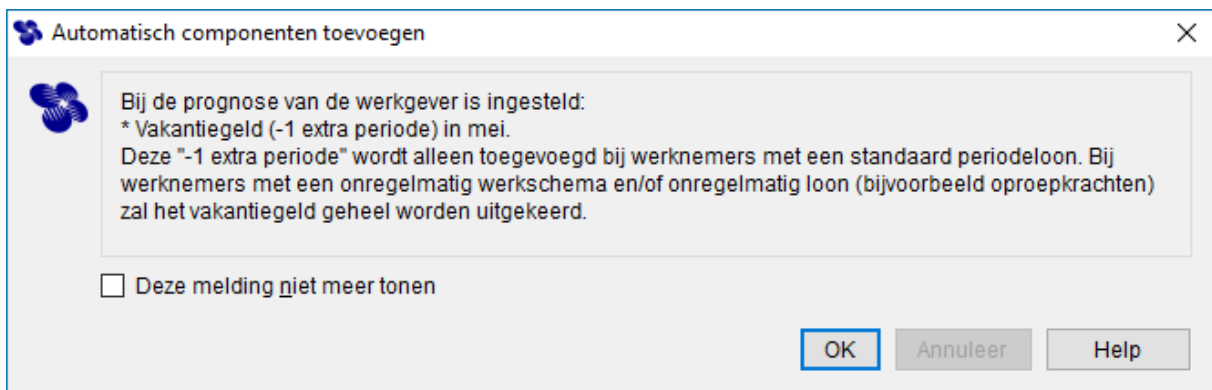 Automatisch componenten toevoegen
Bij de prognose van de werkgever is ingesteld:
* Vakantiegeld (-1 extra periode) in mei.
Deze "-1 extra periode" wordt alleen toegevoegd bij werknemers met een standaard periodeloon. Bij
werknemers met een onregelmatig werkschema en/of onregelmatig loon (bijvoorbeeld oproepkrachten)
zal het vakantiegeld geheel worden uitgekeerd.
Deze melding niet meer tonen
OK Annuleer Help